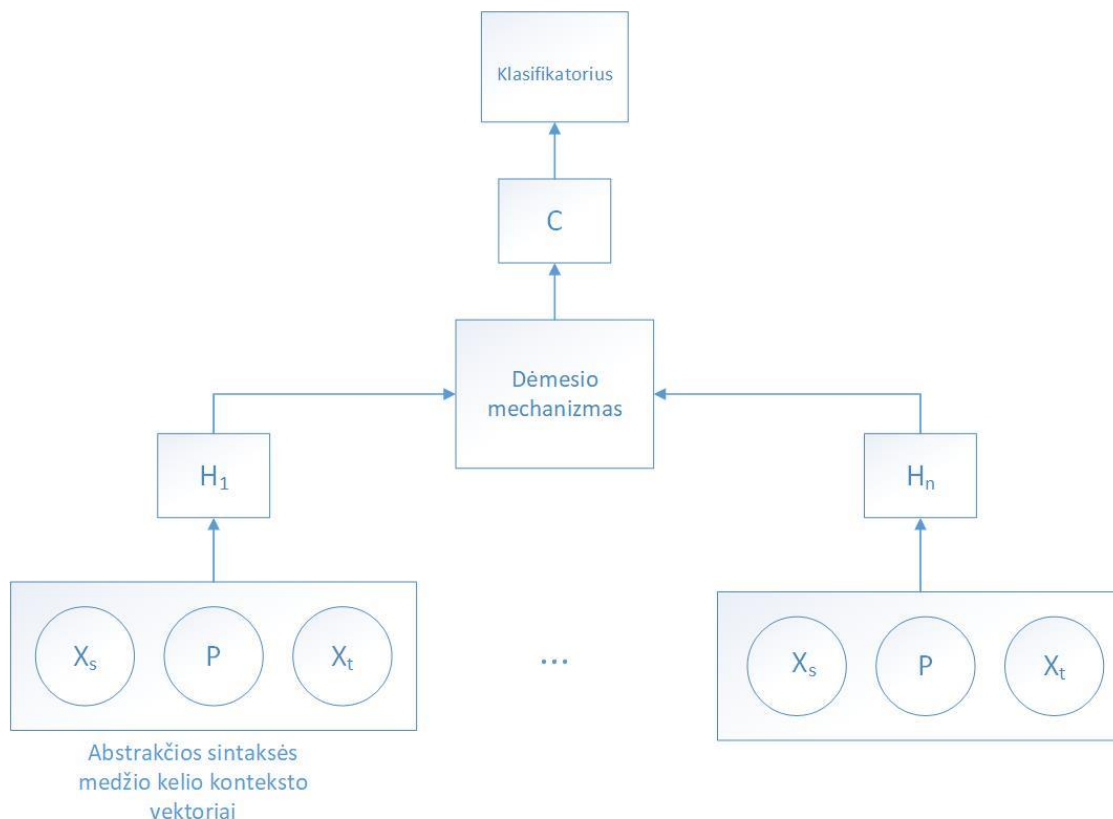 Klasifikatorius
C
Dėmesio
mechanizmas
H₁
Hₙ
Xₛ P Xₜ
...
Xₛ P Xₜ
Abstrakčios sintaksės
medžio kelio konteksto
vektoriai